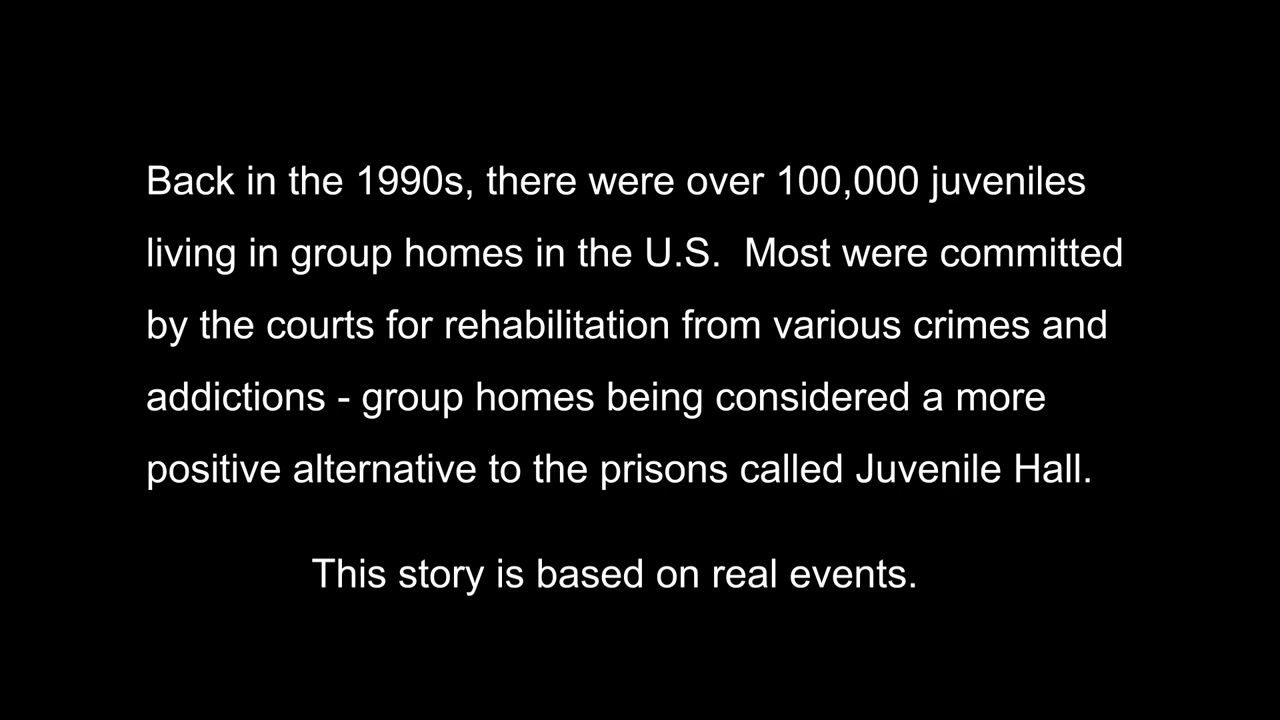 Back in the 1990s, there were over 100,000 juveniles
living in group homes in the U.S.  Most were committed
by the courts for rehabilitation from various crimes and
addictions - group homes being considered a more
positive alternative to the prisons called Juvenile Hall.
This story is based on real events.